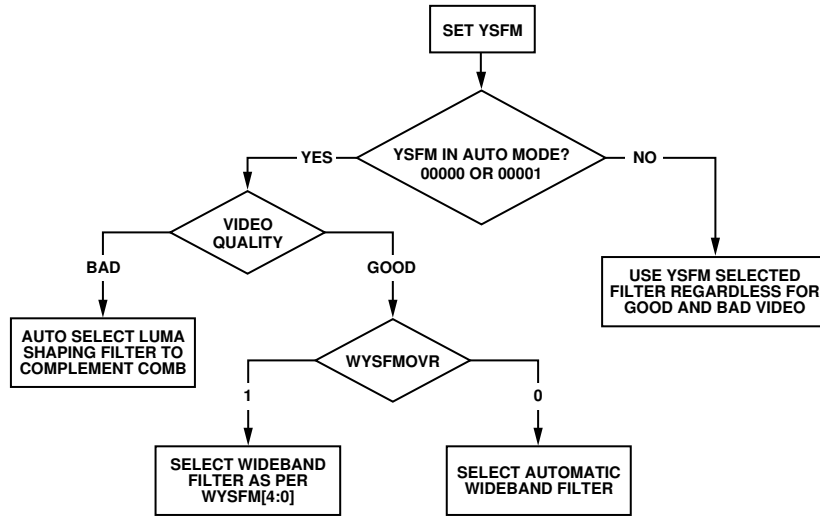 SET YSFM
YSFM IN AUTO MODE?
00000 OR 00001
YES
NO
VIDEO
QUALITY
BAD
GOOD
USE YSFM SELECTED
FILTER REGARDLESS FOR
GOOD AND BAD VIDEO
AUTO SELECT LUMA
SHAPING FILTER TO
COMPLEMENT COMB
WYSFMOVR
1
0
SELECT WIDEBAND
FILTER AS PER
WYSFM[4:0]
SELECT AUTOMATIC
WIDEBAND FILTER